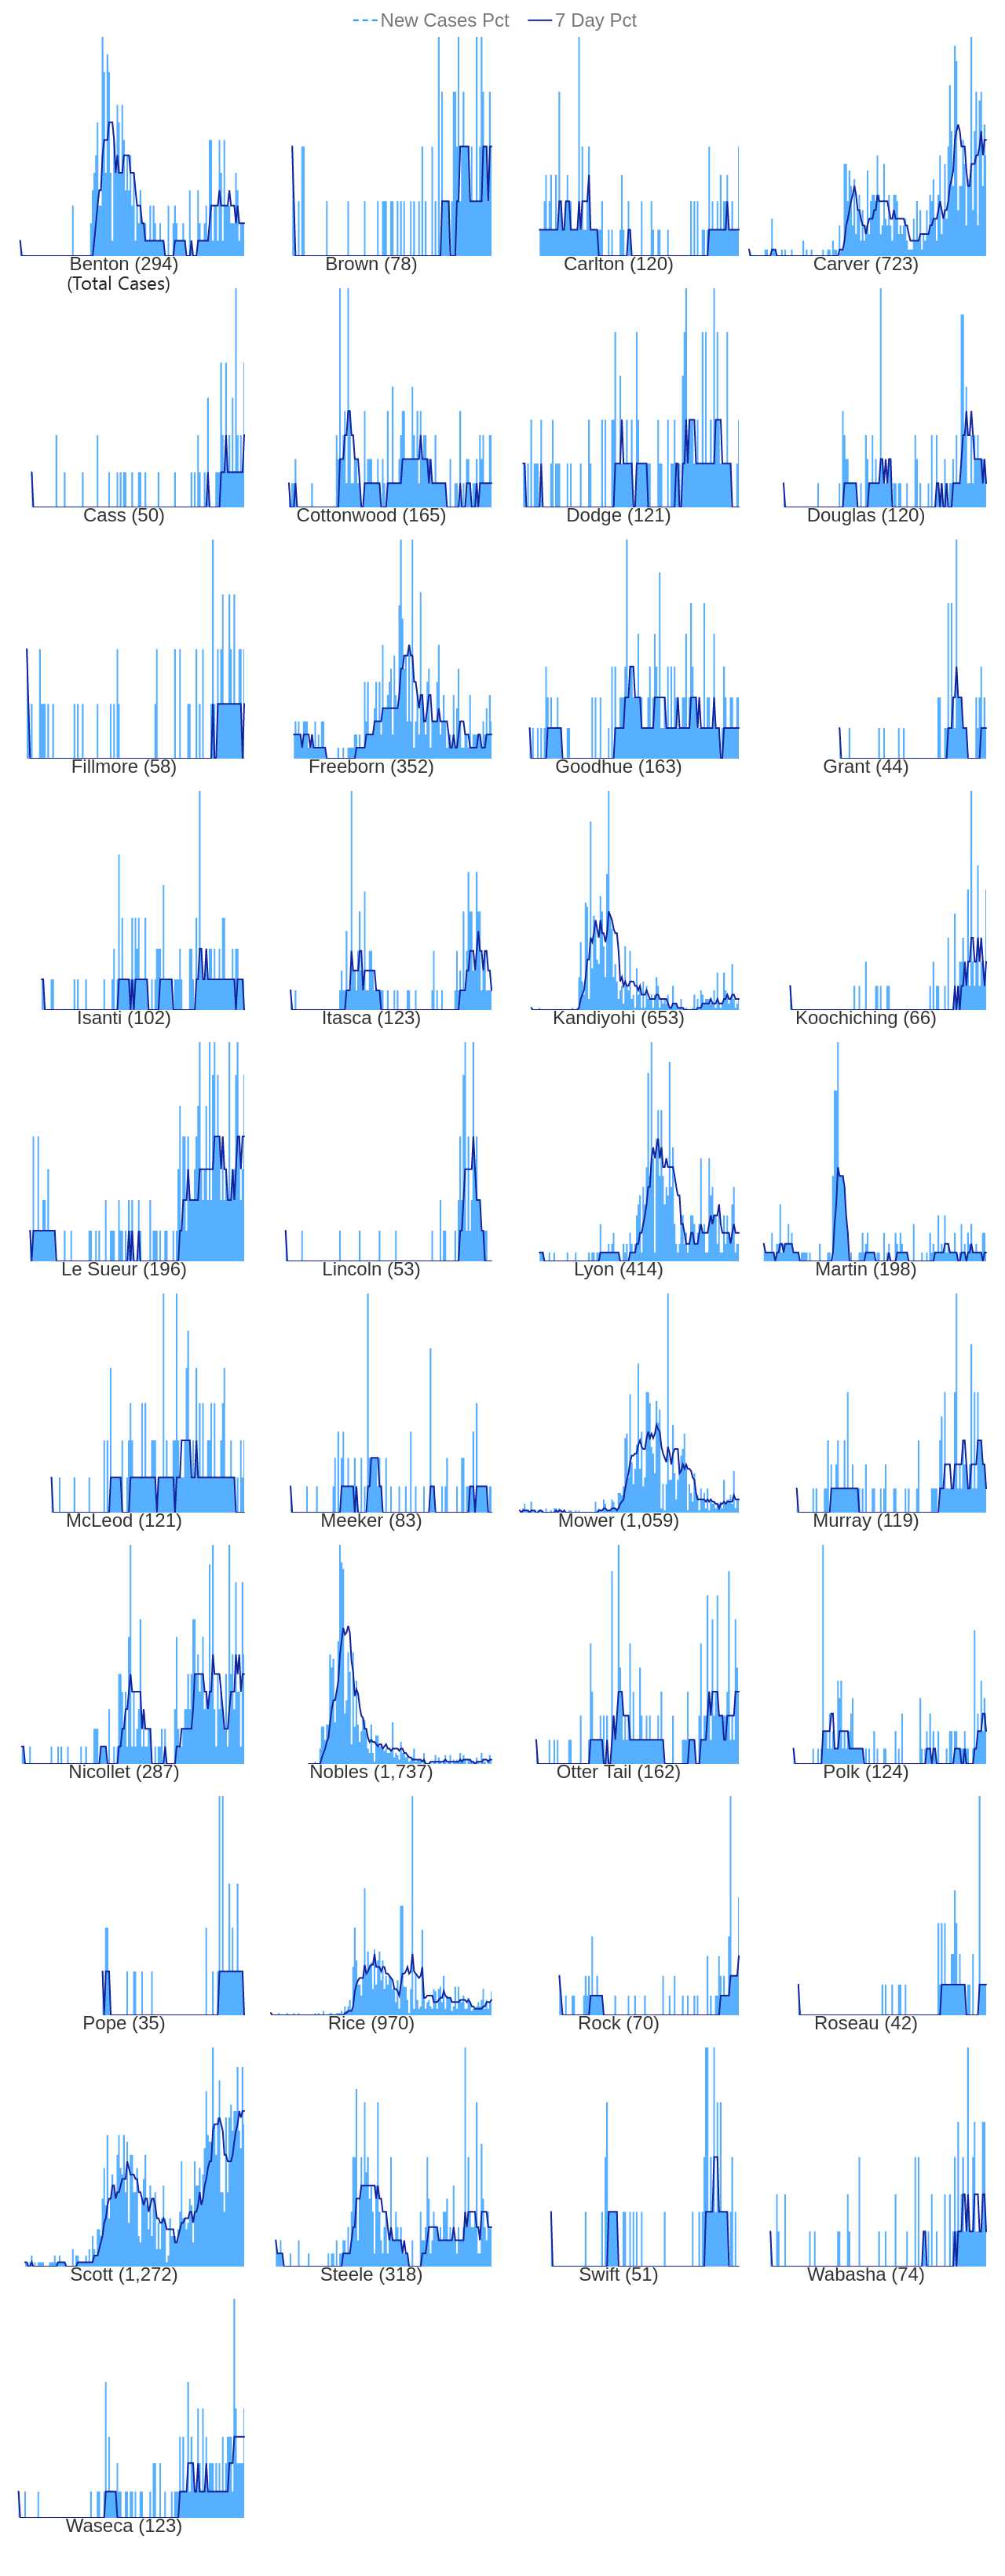 New Cases Pct 7 Day Pct
Benton (294) Brown (78) Carlton (120) Carver (723)
(Total Cases)
Cass (50) Cottonwood (165) Dodge (121) Douglas (120)
Fillmore (58) Freeborn (352) Goodhue (163) Grant (44)
Isanti (102) Itasca (123) Kandiyohi (653) Koochiching (66)
Le Sueur (196) Lincoln (53) Lyon (414) Martin (198)
McLeod (121) Meeker (83) Mower (1,059) Murray (119)
Nicollet (287) Nobles (1,737) Otter Tail (162) Polk (124)
Pope (35) Rice (970) Rock (70) Roseau (42)
Scott (1,272) Steele (318) Swift (51) Wabasha (74)
Waseca (123)